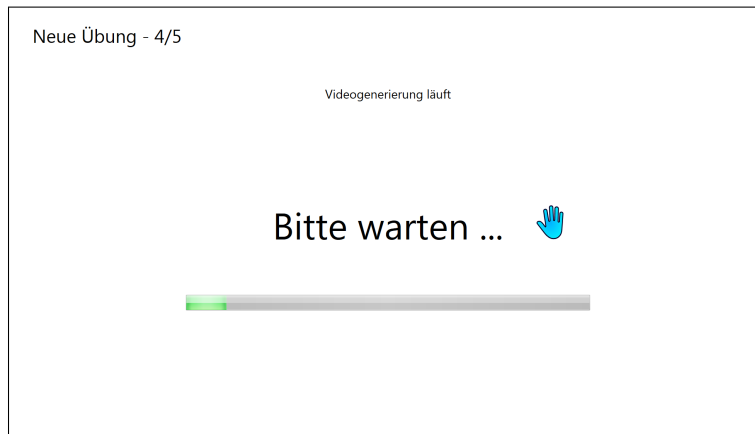 Neue Übung - 4/5
Videogenerierung läuft
Bitte warten ...